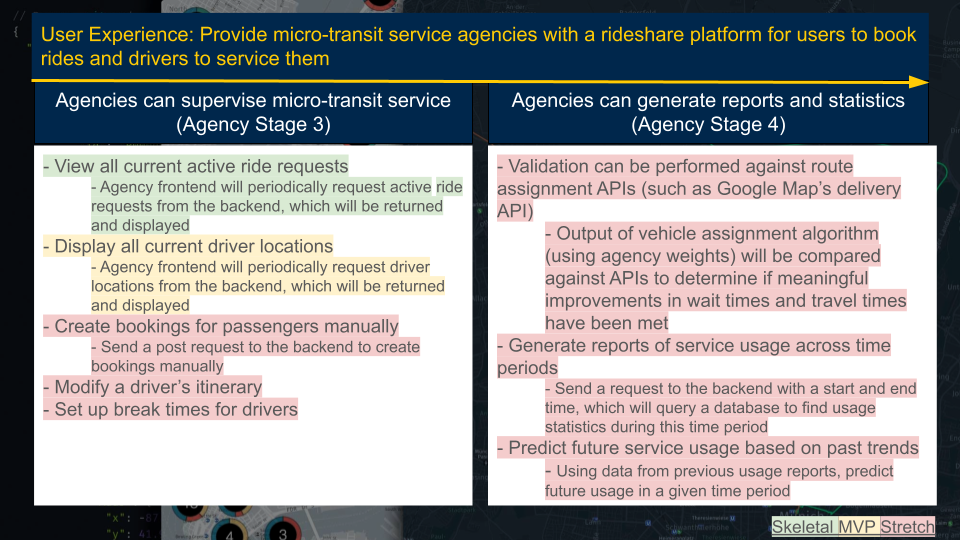 User Experience: Provide micro-transit service agencies with a rideshare platform for users to book
rides and drivers to service them
Agencies can supervise micro-transit service
(Agency Stage 3)
- View all current active ride requests
- Agency frontend will periodically request active ride
requests from the backend, which will be returned
and displayed
- Display all current driver locations
- Agency frontend will periodically request driver
locations from the backend, which will be returned
and displayed
- Create bookings for passengers manually
- Send a post request to the backend to create
bookings manually
- Modify a driver’s itinerary
- Set up break times for drivers
Agencies can generate reports and statistics
(Agency Stage 4)
- Validation can be performed against route
assignment APIs (such as Google Map’s delivery
API)
- Output of vehicle assignment algorithm
(using agency weights) will be compared
against APIs to determine if meaningful
improvements in wait times and travel times
have been met
- Generate reports of service usage across time
periods
- Send a request to the backend with a start and end
time, which will query a database to find usage
statistics during this time period
- Predict future service usage based on past trends
- Using data from previous usage reports, predict
future usage in a given time period
Skeletal MVP Stretch
"x":
"y":
4
3